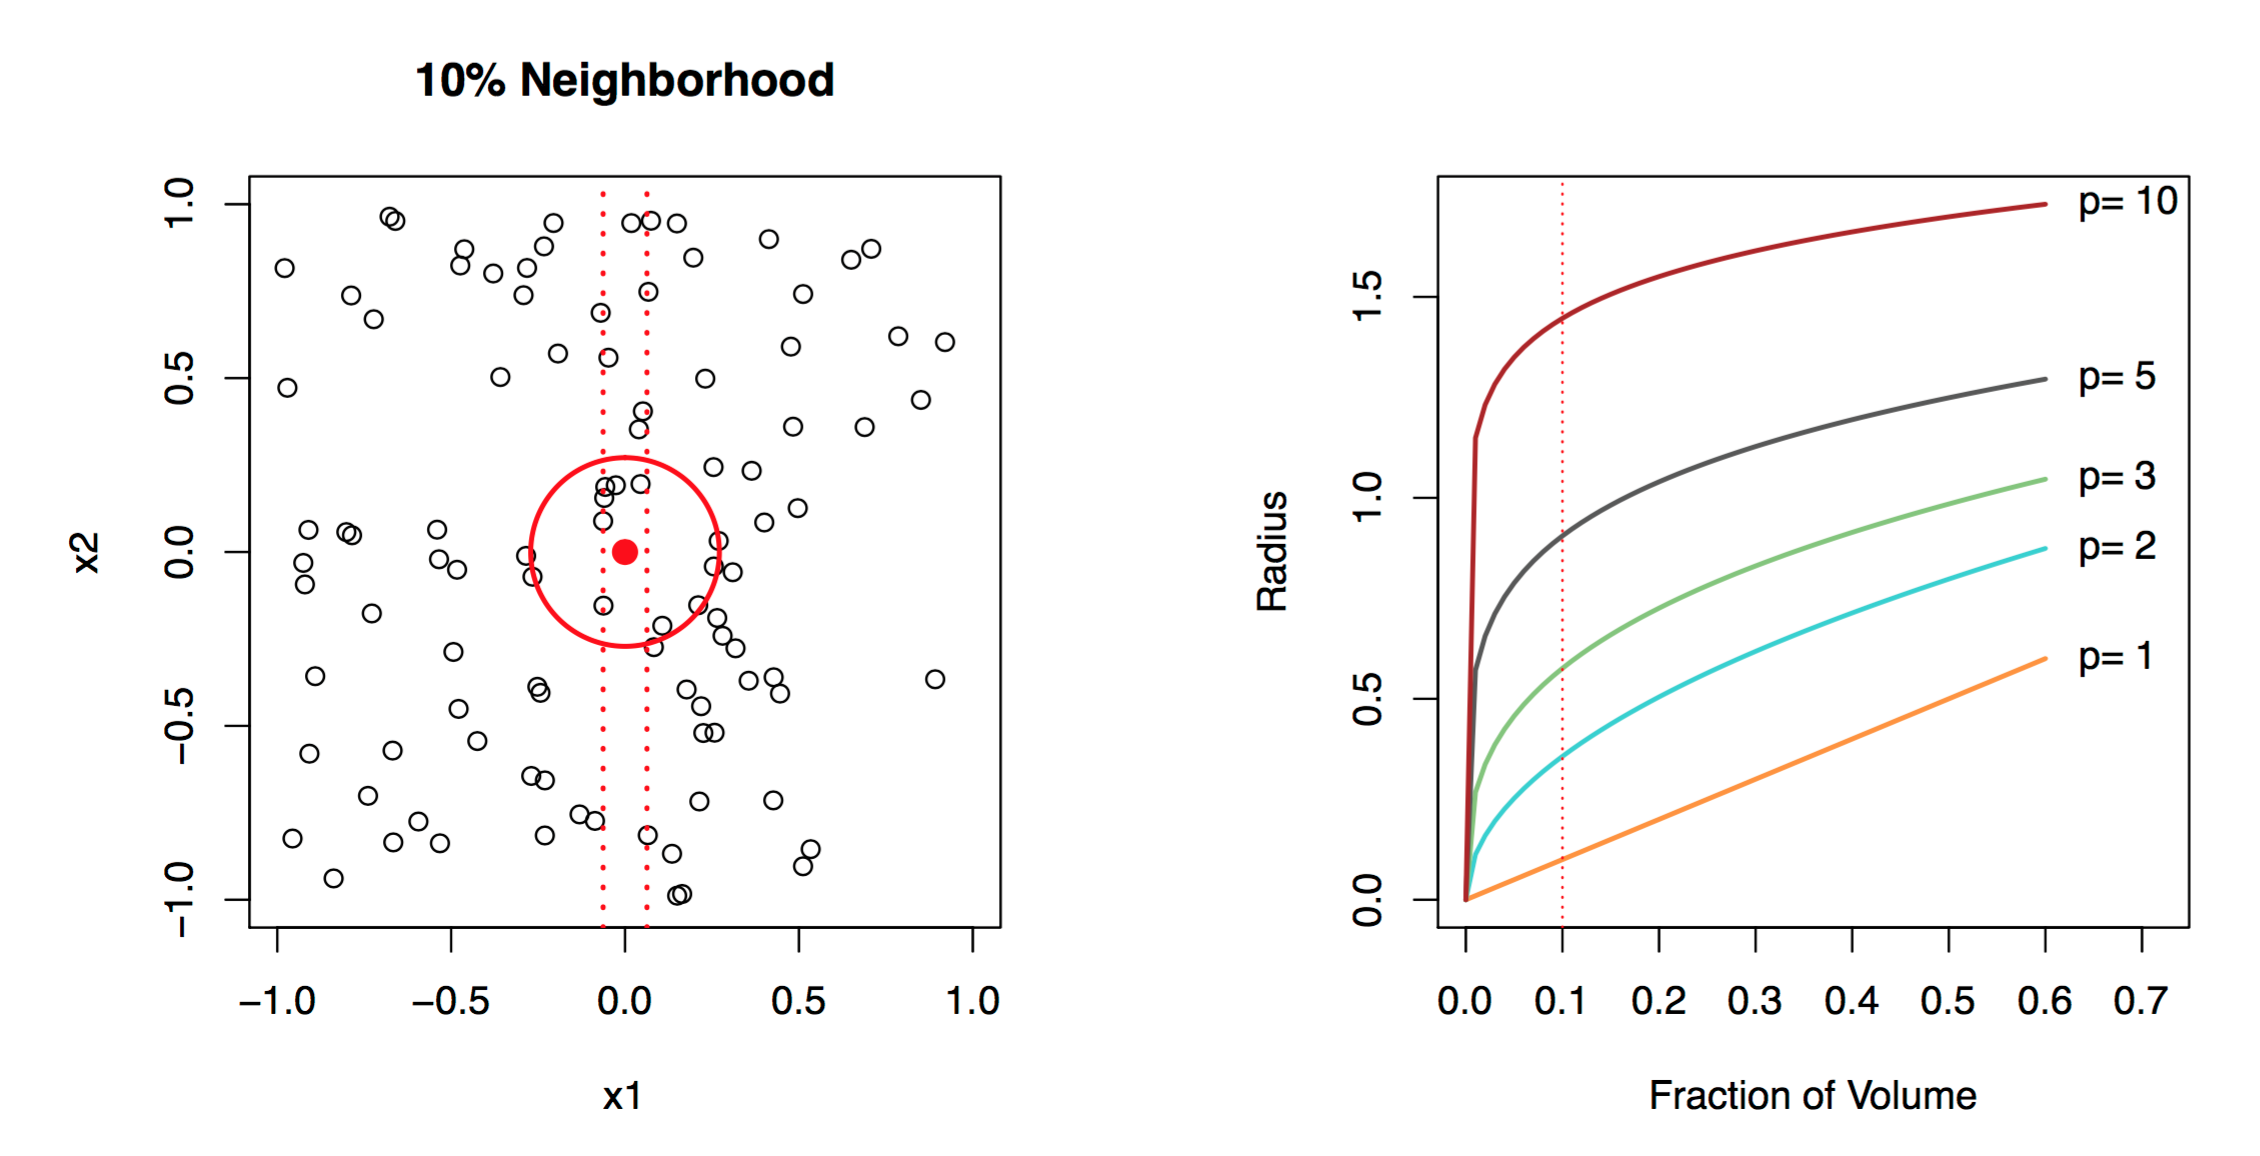 10% Neighborhood
1.0
0.5
0.0
−0.5
−1.0
x2
−1.0 −0.5 0.0 0.5 1.0
x1
1.5
1.0
0.5
0.0
Radius
p= 10
p= 5
p= 3
p= 2
p= 1
0.0 0.1 0.2 0.3 0.4 0.5 0.6 0.7
Fraction of Volume